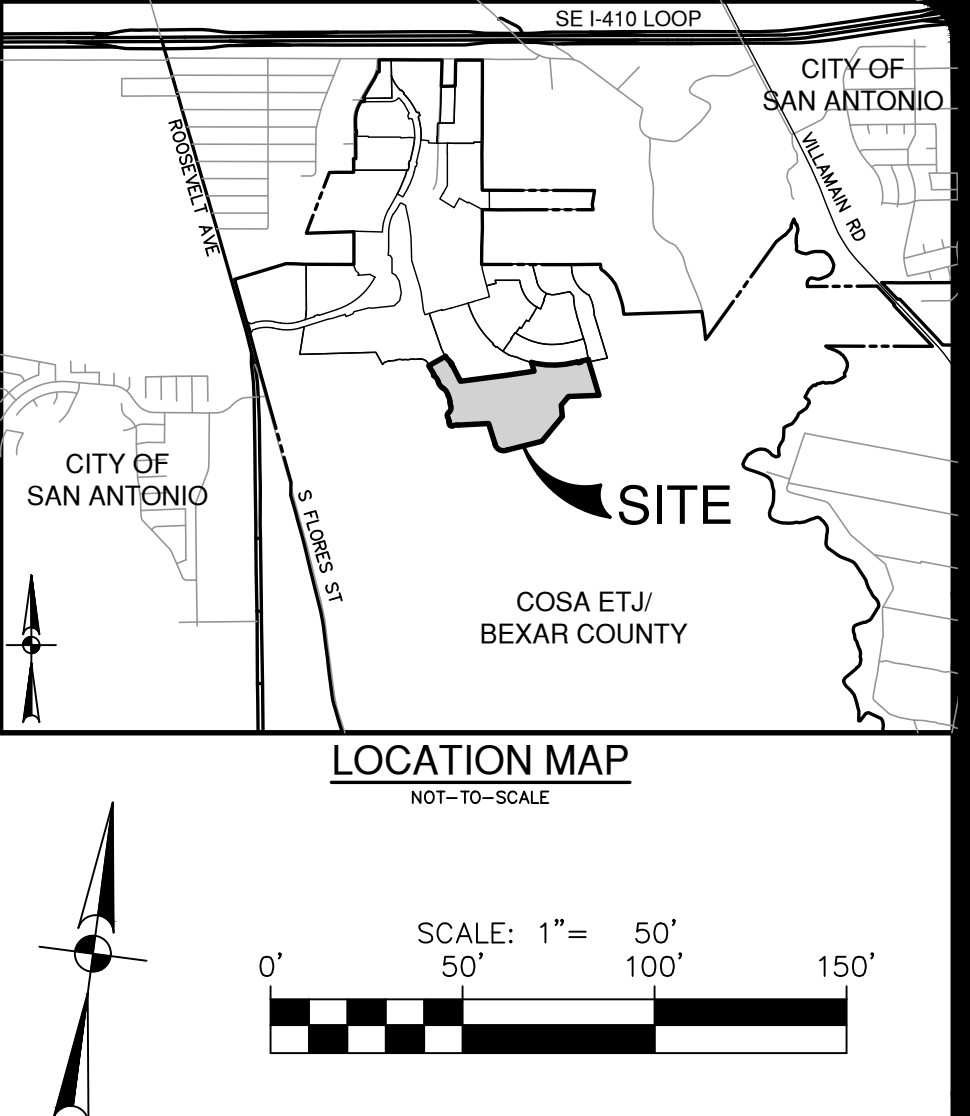 SE I-410 LOOP
CITY OF
SAN ANTONIO
ROOSEVELT AVE
VILLAMAIN RD
CITY OF
SAN ANTONIO
S FLORES ST
SITE
COSA ETJ/
BEXAR COUNTY
LOCATION MAP
NOT-TO-SCALE
SCALE: 1"= 50'
0' 50' 100' 150'